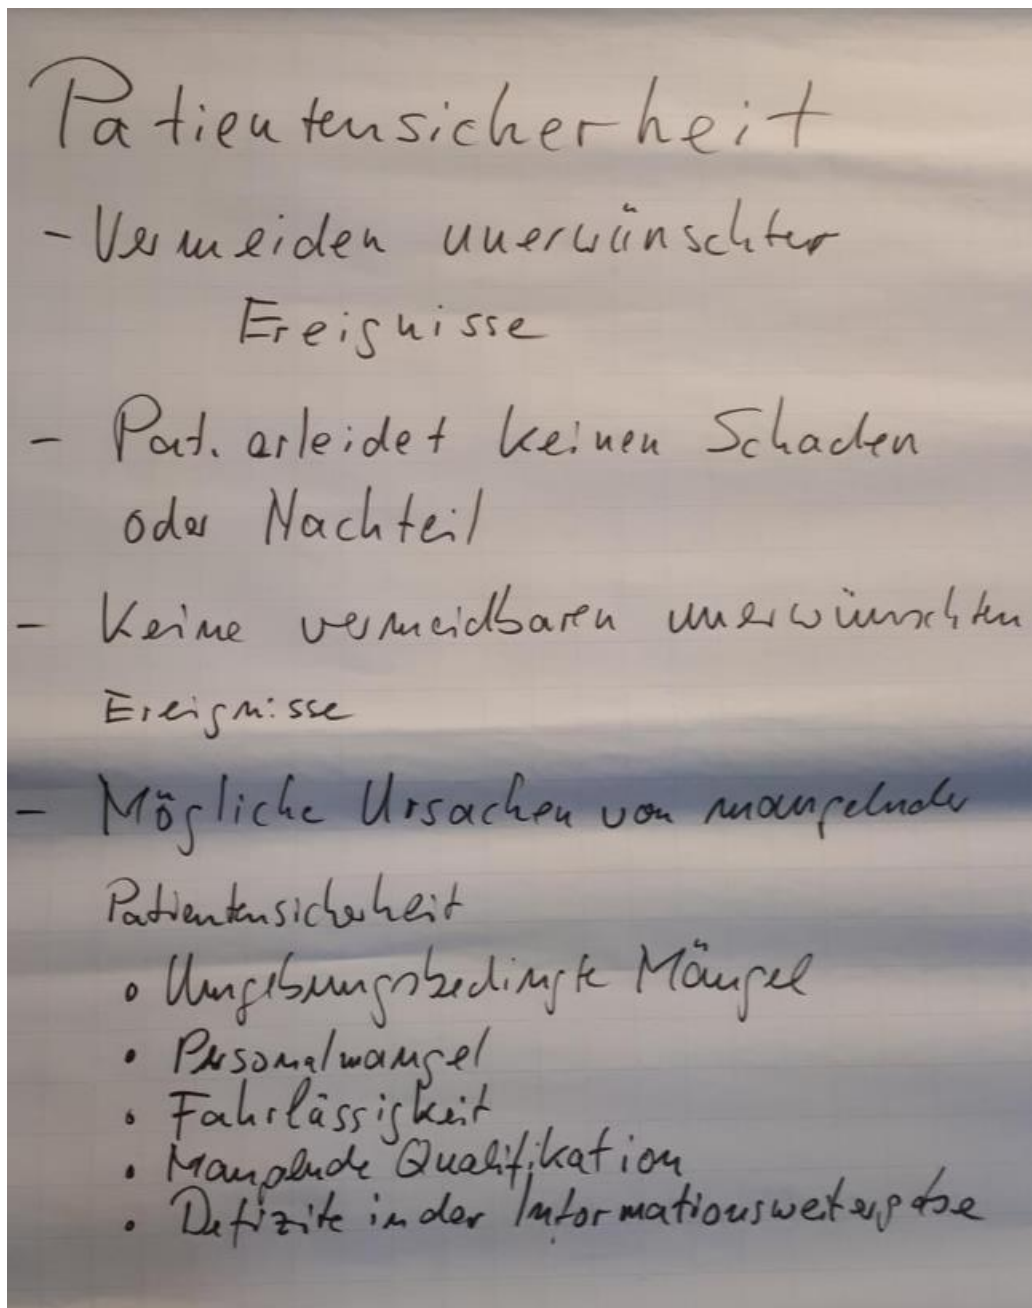 Patientensicherheit
- Vermeiden unerwünschter
Ereignisse
- Pat. erleidet keinen Schaden
oder Nachteil
- Keine vermeidbaren unerwünschten
Ereignisse
- Mögliche Ursachen von mangelnder
Patientensicherheit
• Umgebungsbedingte Mängel
• Personalmangel
• Fahrlässigkeit
• Mangelnde Qualifikation
• Defizite in der Informationsweitergabe